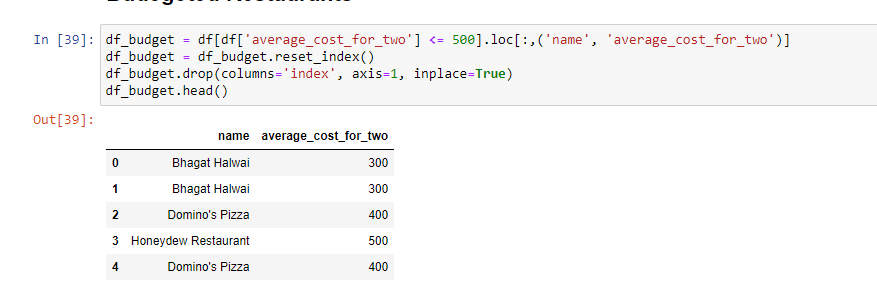 In [39]: df_budget = df[df['average_cost_for_two'] <= 500].loc[:,('name', 'average_cost_for_two')]
df_budget = df_budget.reset_index()
df_budget.drop(columns='index', axis=1, inplace=True)
df_budget.head()
Out[39]:
name average_cost_for_two
0 Bhagat Halwai 300
1 Bhagat Halwai 300
2 Domino's Pizza 400
3 Honeydew Restaurant 500
4 Domino's Pizza 400